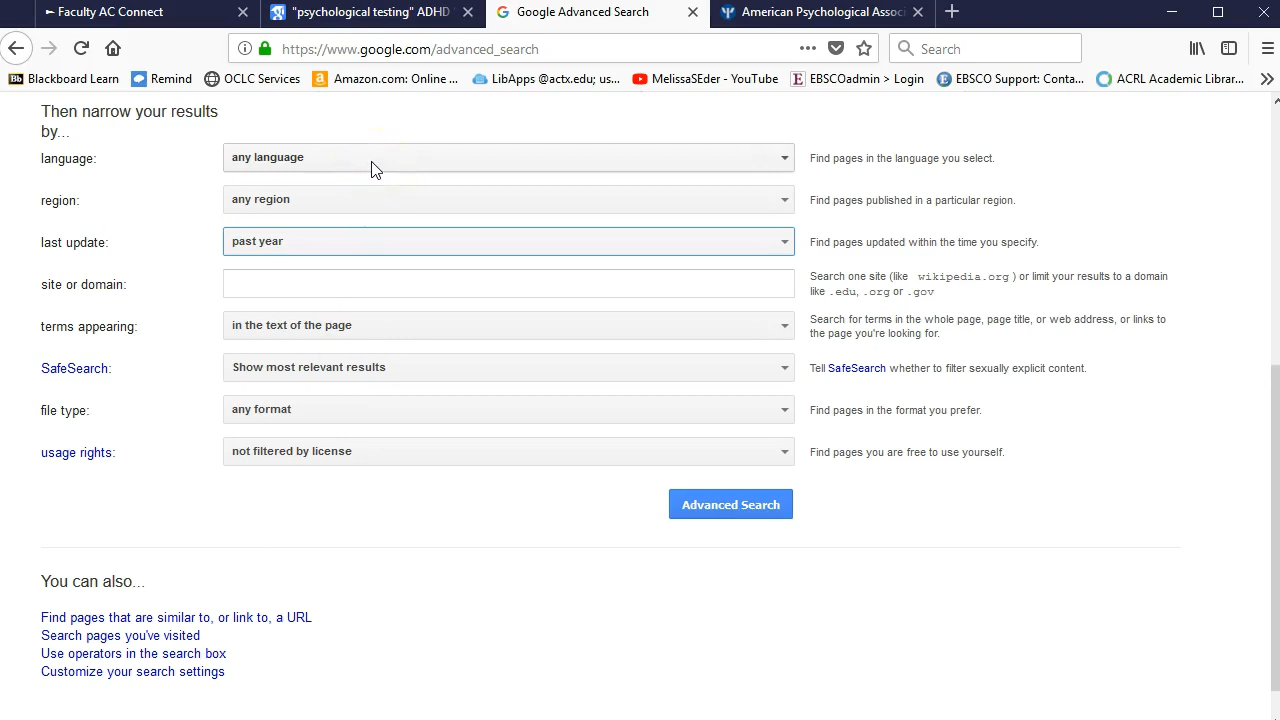 Faculty AC Connect
"psychological testing" ADHD
Google Advanced Search
American Psychological Associ
https://www.google.com/advanced_search
Search
Blackboard Learn
Remind
OCLC Services
Amazon.com: Online ...
LibApps @actx.edu; us...
MelissaSEder - YouTube
EBSCOadmin > Login
EBSCO Support: Conta...
ACRL Academic Librar...
Then narrow your results
by...
language:
any language
Find pages in the language you select.
region:
any region
Find pages published in a particular region.
last update:
past year
Find pages updated within the time you specify.
site or domain:
Search one site (like wikipedia.org ) or limit your results to a domain
like .edu, .org or .gov
terms appearing:
in the text of the page
Search for terms in the whole page, page title, or web address, or links to
the page you're looking for.
SafeSearch:
Show most relevant results
Tell SafeSearch whether to filter sexually explicit content.
file type:
any format
Find pages in the format you prefer.
usage rights:
not filtered by license
Find pages you are free to use yourself.
Advanced Search
You can also...
Find pages that are similar to, or link to, a URL
Search pages you've visited
Use operators in the search box
Customize your search settings